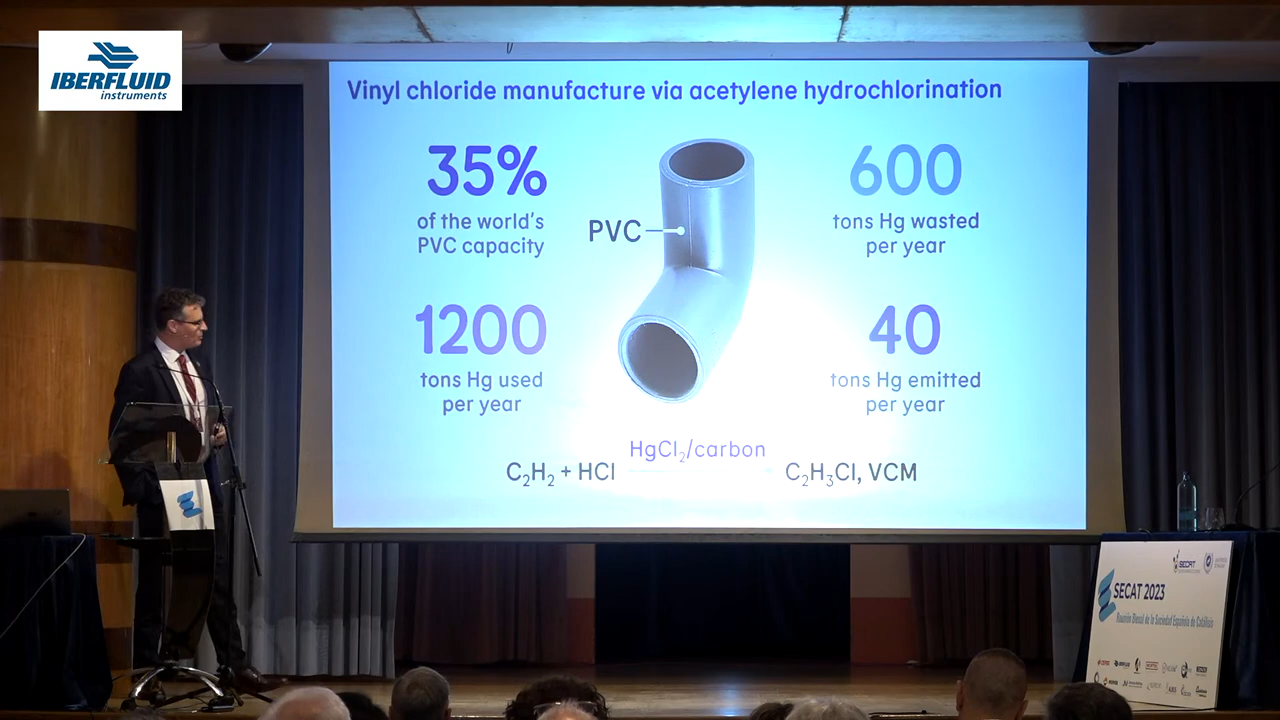 IBERFLUID
instruments
Vinyl chloride manufacture via acetylene hydrochlorination
35%
of the world's
PVC capacity
PVC
600
tons Hg wasted
per year
1200
tons Hg used
per year
40
tons Hg emitted
per year
HgCl₂/carbon
C₂H₂ + HCl
C₂H₃Cl, VCM
SECAT
SECAT 2023
Reunión Bienal de la Sociedad Española de Catálisis